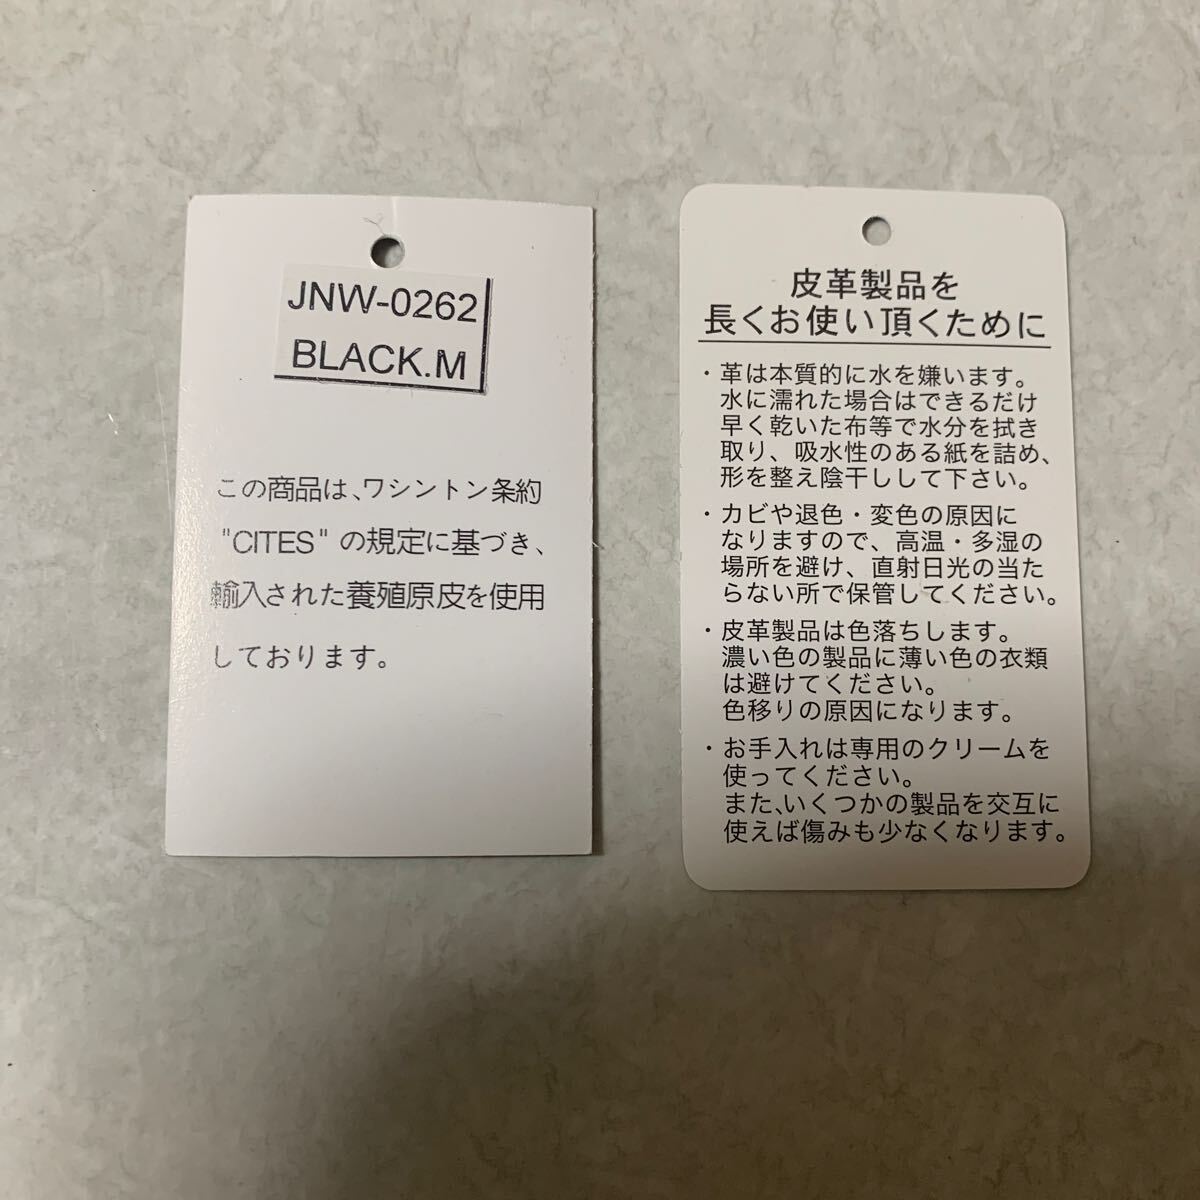 JNW-0262
BLACK.M
この商品は、ワシントン条約
"CITES" の規定に基づき、
輸入された養殖原皮を使用
しております。
皮革製品を
長くお使い頂くために
・革は本質的に水を嫌います。
水に濡れた場合はできるだけ
早く乾いた布等で水分を拭き
取り、吸水性のある紙を詰め、
形を整え陰干しして下さい。
・カビや退色・変色の原因に
なりますので、高温・多湿の
場所を避け、直射日光の当た
らない所で保管してください。
・皮革製品は色落ちします。
濃い色の製品に薄い色の衣類
は避けてください。
色移りの原因になります。
・お手入れは専用のクリームを
使ってください。
また、いくつかの製品を交互に
使えば傷みも少なくなります。